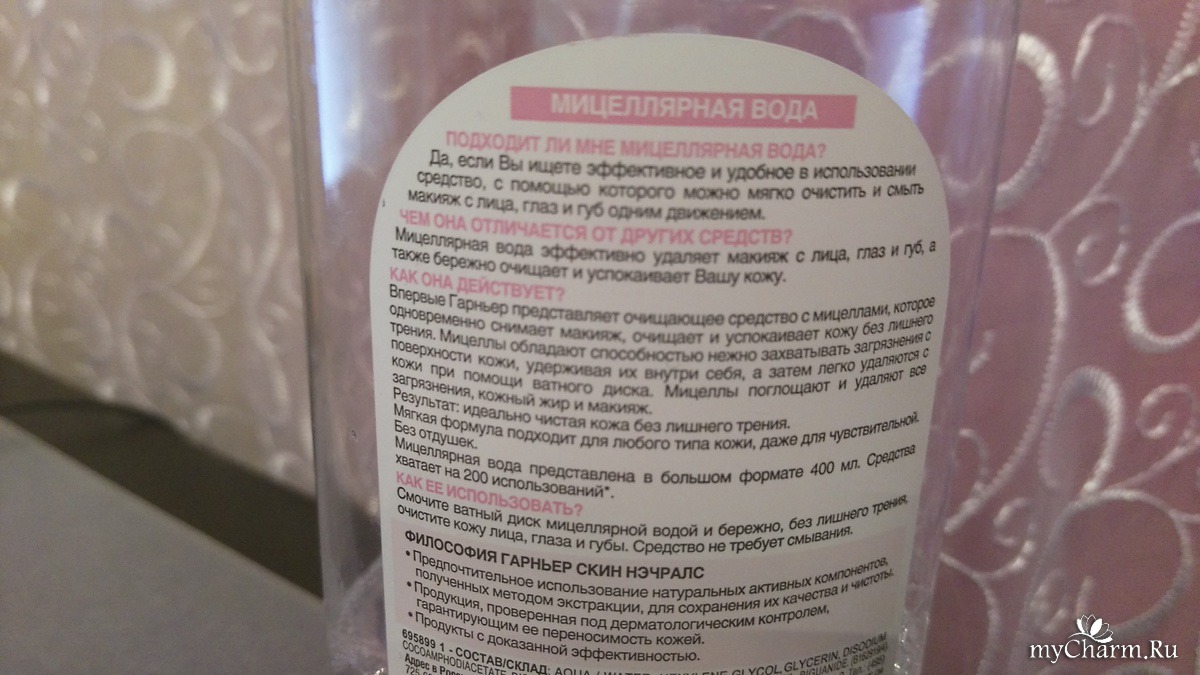 МИЦЕЛЛЯРНАЯ ВОДА
ПОДХОДИТ ЛИ МНЕ МИЦЕЛЛЯРНАЯ ВОДА?
Да, если Вы ищете эффективное и удобное в использовании
средство, с помощью которого можно мягко очистить и смыть
макияж с лица, глаз и губ одним движением.
ЧЕМ ОНА ОТЛИЧАЕТСЯ ОТ ДРУГИХ СРЕДСТВ?
Мицеллярная вода эффективно удаляет макияж с лица, глаз и губ, а
также бережно очищает и успокаивает Вашу кожу.
КАК ОНА ДЕЙСТВУЕТ?
Впервые Гарньер представляет очищающее средство с мицеллами, которое
одновременно снимает макияж, очищает и успокаивает кожу без лишнего
трения. Мицеллы обладают способностью нежно захватывать загрязнения с
поверхности кожи, удерживая их внутри себя, а затем легко удаляются с
кожи при помощи ватного диска. Мицеллы поглощают и удаляют все
загрязнения, кожный жир и макияж.
Результат: идеально чистая кожа без лишнего трения.
Мягкая формула подходит для любого типа кожи, даже для чувствительной.
Без отдушек.
Мицеллярная вода представлена в большом формате 400 мл. Средства
хватает на 200 использований*.
КАК ЕЕ ИСПОЛЬЗОВАТЬ?
Смочите ватный диск мицеллярной водой и бережно, без лишнего трения,
очистите кожу лица, глаза и губы. Средство не требует смывания.
ФИЛОСОФИЯ ГАРНЬЕР СКИН НЭЧРАЛС
• Предпочтительное использование натуральных активных компонентов,
полученных методом экстракции, для сохранения их качества и чистоты.
• Продукция, проверенная под дерматологическим контролем,
гарантирующим ее переносимость кожей.
• Продукты с доказанной эффективностью.
695899 1 - СОСТАВ/СКЛАД: AQUA / WATER, HEXYLENE GLYCOL, GLYCERIN, DISODIUM
COCOAMPHODIACETATE,
Адрес в
myCharm.Ru